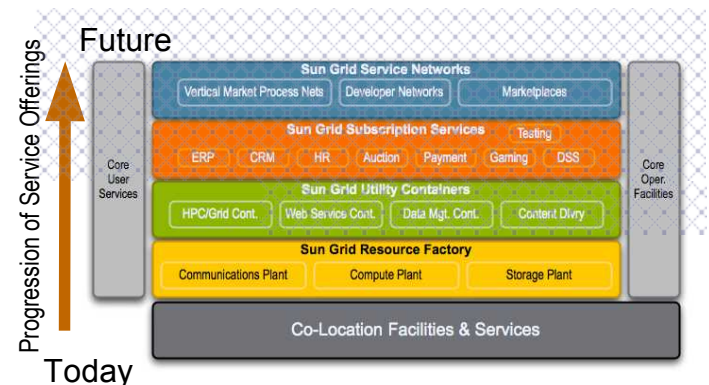 Future
Progression of Service Offerings
Today
Core
User
Services
Sun Grid Service Networks
Vertical Market Process Nets
Developer Networks
Marketplaces
Sun Grid Subscription Services
Testing
ERP
CRM
HR
Auction
Payment
Gaming
DSS
Sun Grid Utility Containers
HPC/Grid Cont.
Web Service Cont.
Data Mgt. Cont.
Content Dlvry
Sun Grid Resource Factory
Communications Plant
Compute Plant
Storage Plant
Co-Location Facilities & Services
Core
Oper.
Facilities